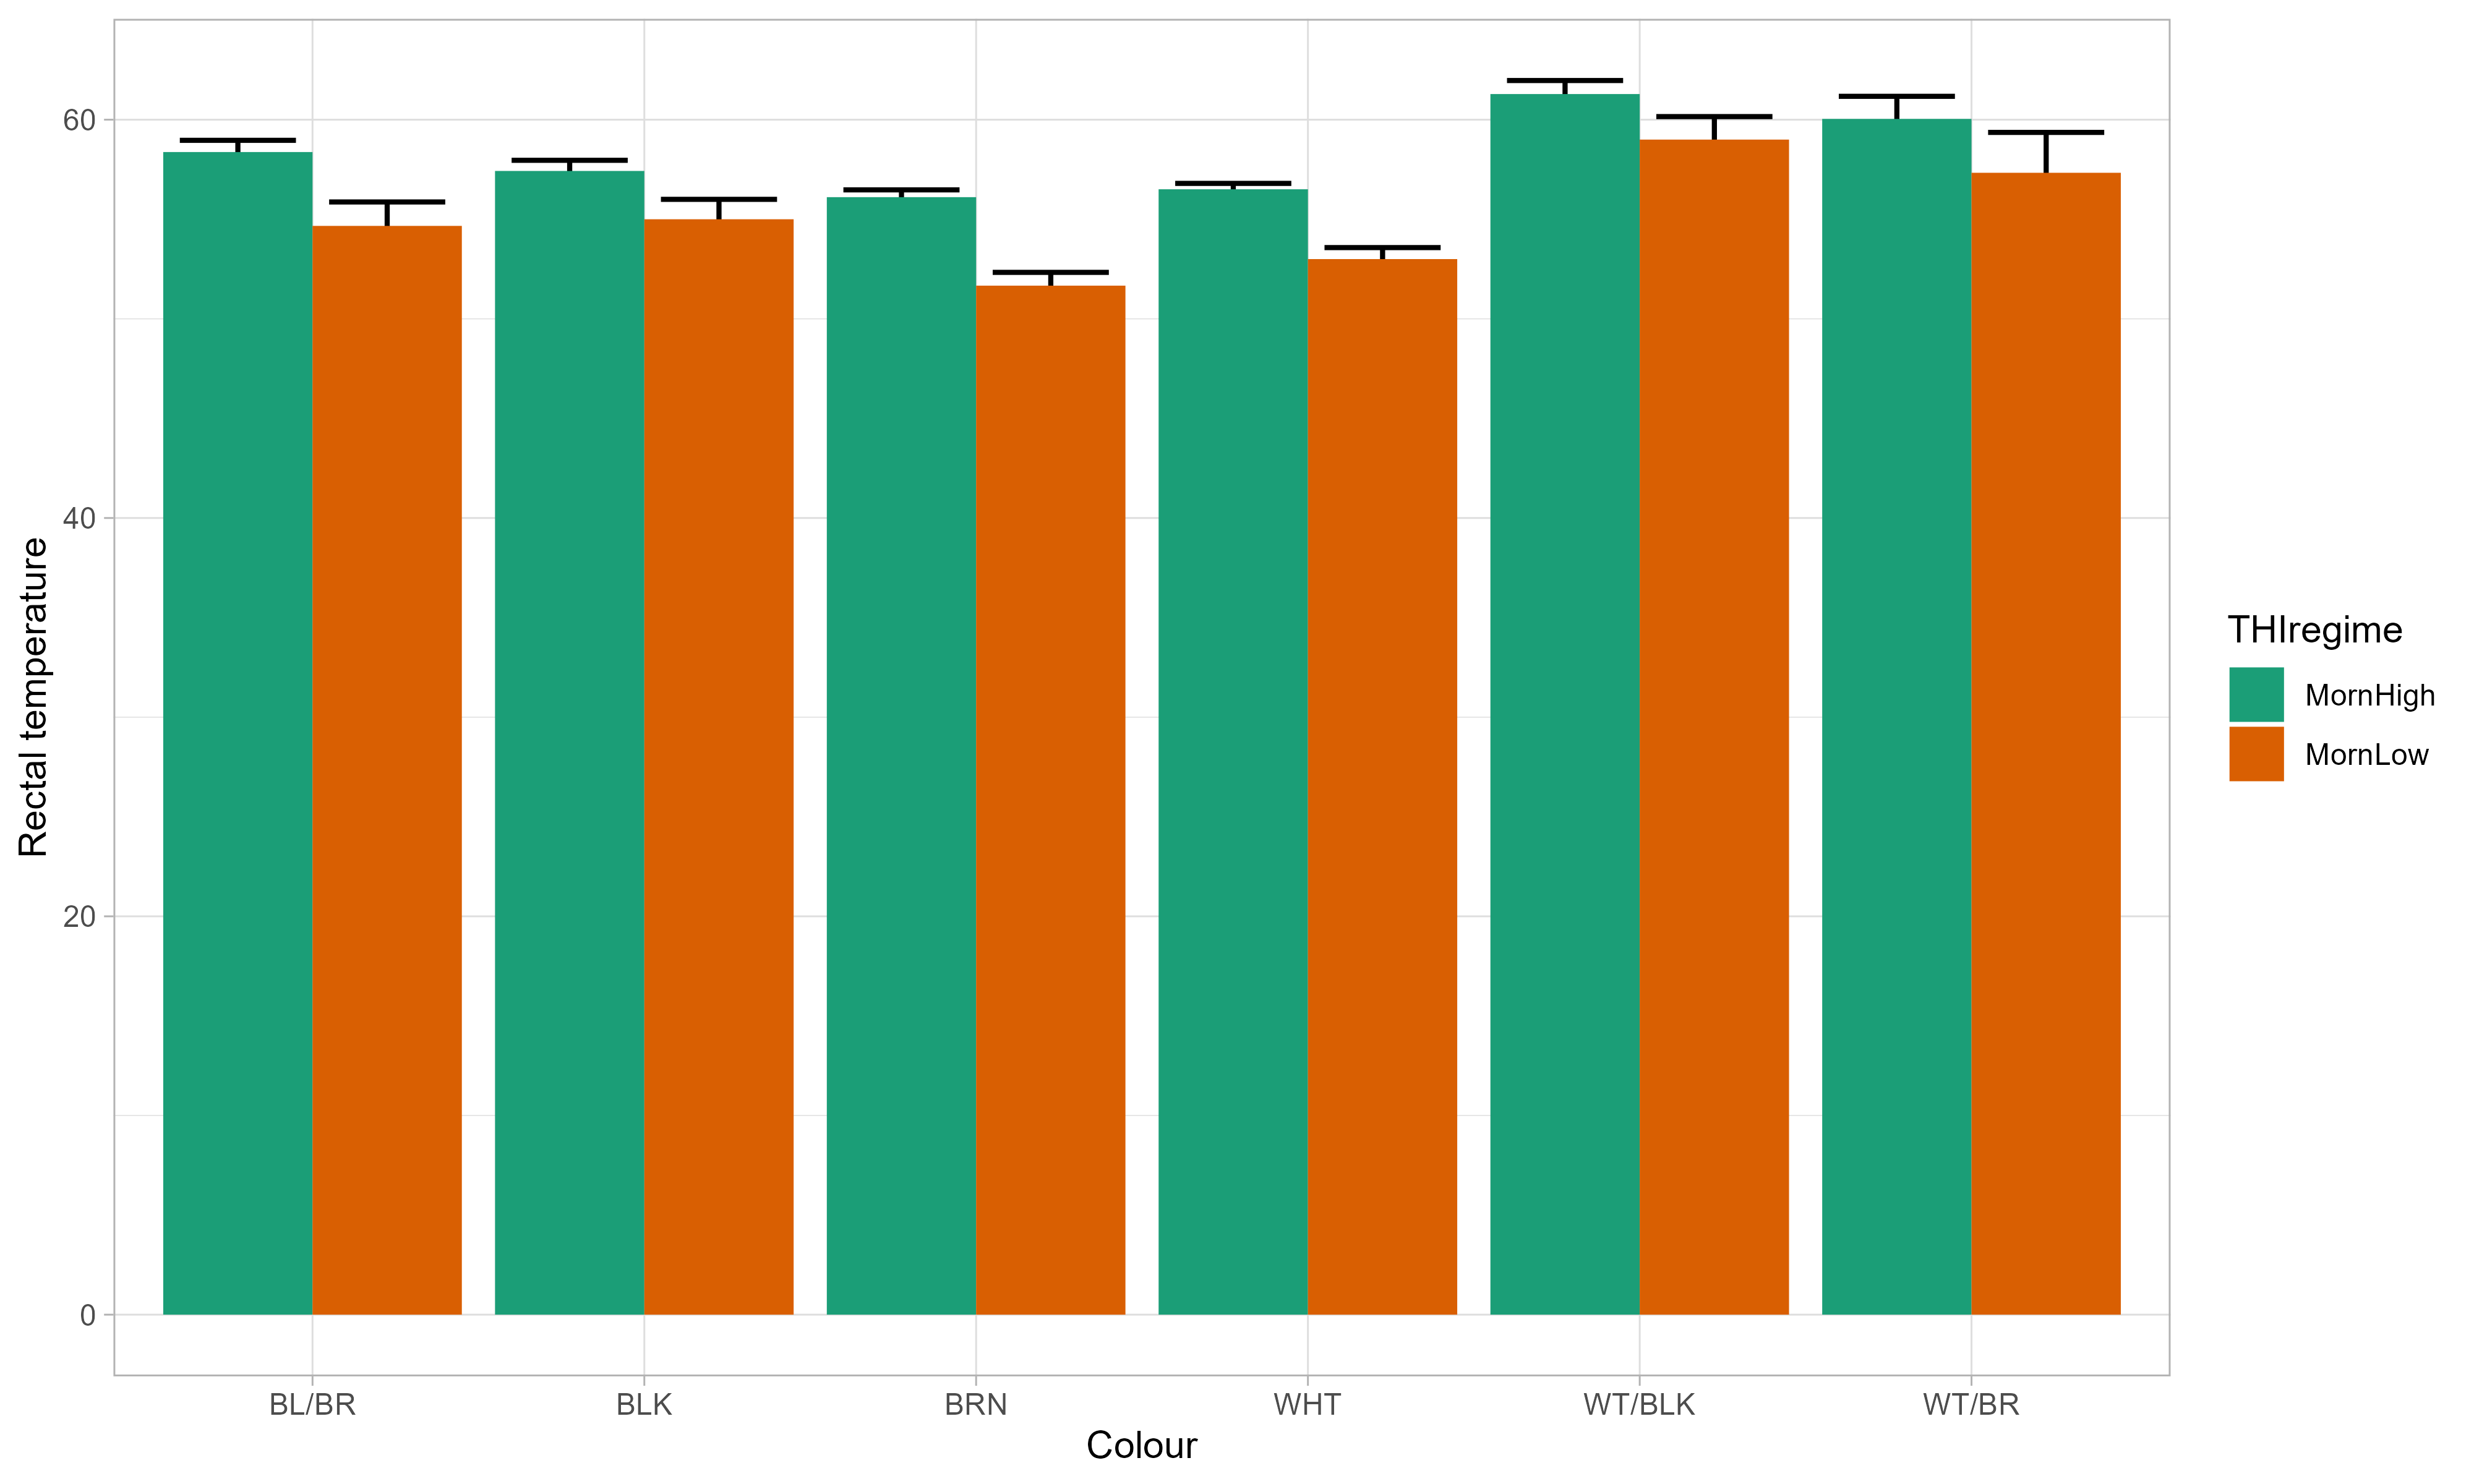 60
40
20
0
Rectal temperature
BL/BR
BLK
BRN
WHT
WT/BLK
WT/BR
Colour
THIregime
MornHigh
MornLow